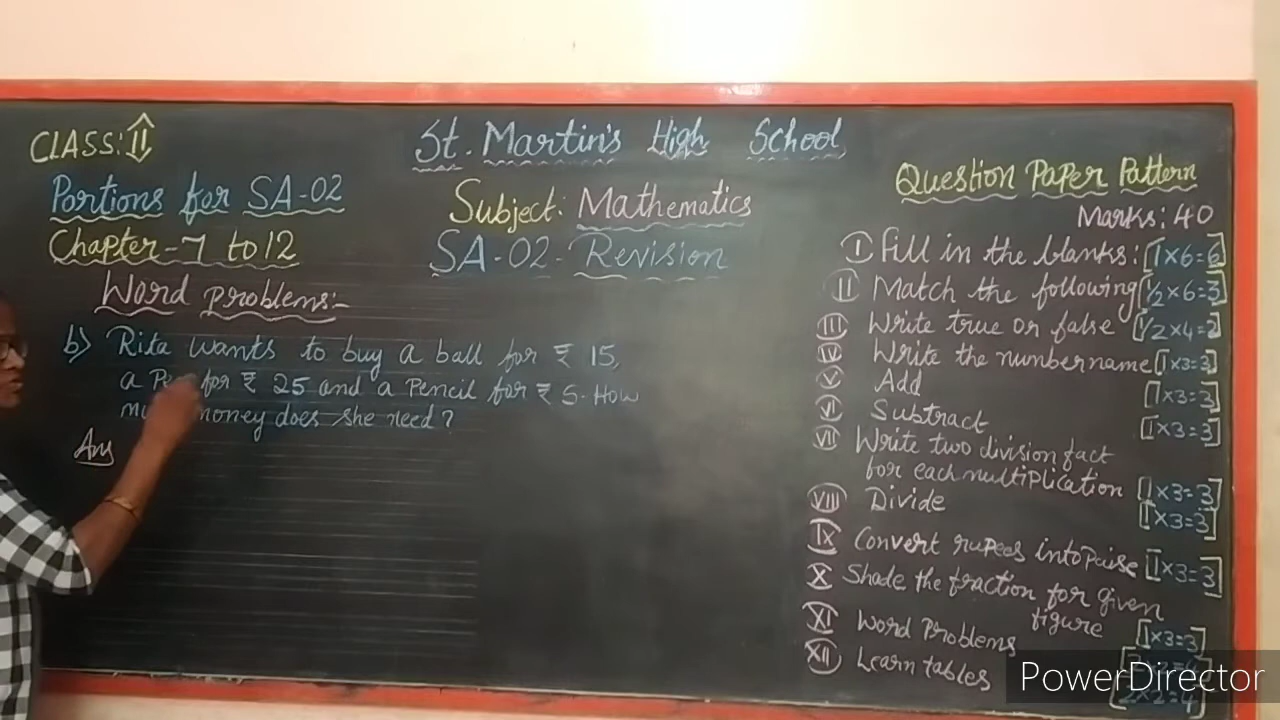 CLASS: II
St. Martin's High School
Portions for SA-02
Subject: Mathematics
Chapter-7 to 12
SA-02- Revision
Word problems:-
b) Rita wants to buy a ball for ₹ 15,
a for ₹ 25 and a Pencil for ₹ 5. How
money does she need?
Ans
Question Paper Pattern
Marks: 40
I Fill in the blanks: [1×6=6]
II Match the following [1/2×6=3]
III Write true or false [1/2×4=2]
IV Write the number name [1×3=3]
V Add [1×3=3]
VI Subtract [1×3=3]
VII Write two division fact
for each multiplication [1×3=3]
VIII Divide [1×3=3]
IX Convert rupees into paise [1×3=3]
X Shade the fraction for given
figure [1×3=3]
XI Word Problems
XII Learn tables [2×2=4]
PowerDirector